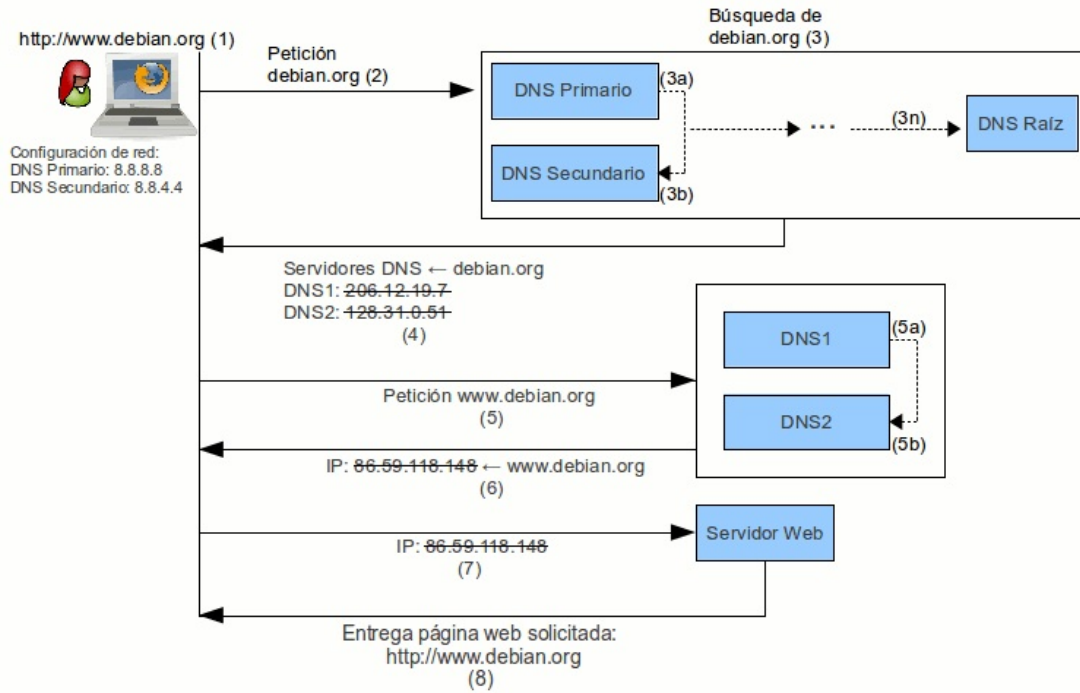 http://www.debian.org (1)
Configuración de red:
DNS Primario: 8.8.8.8
DNS Secundario: 8.8.4.4
Petición
debian.org (2)
Búsqueda de
debian.org (3)
DNS Primario
(3a)
DNS Secundario
(3b)
...
(3n)
DNS Raíz
Servidores DNS ← debian.org
DNS1: 206.12.19.7
DNS2: 128.31.0.51
(4)
DNS1
(5a)
DNS2
(5b)
Petición www.debian.org
(5)
IP: 86.59.118.148 ← www.debian.org
(6)
Servidor Web
IP: 86.59.118.148
(7)
Entrega página web solicitada:
http://www.debian.org
(8)